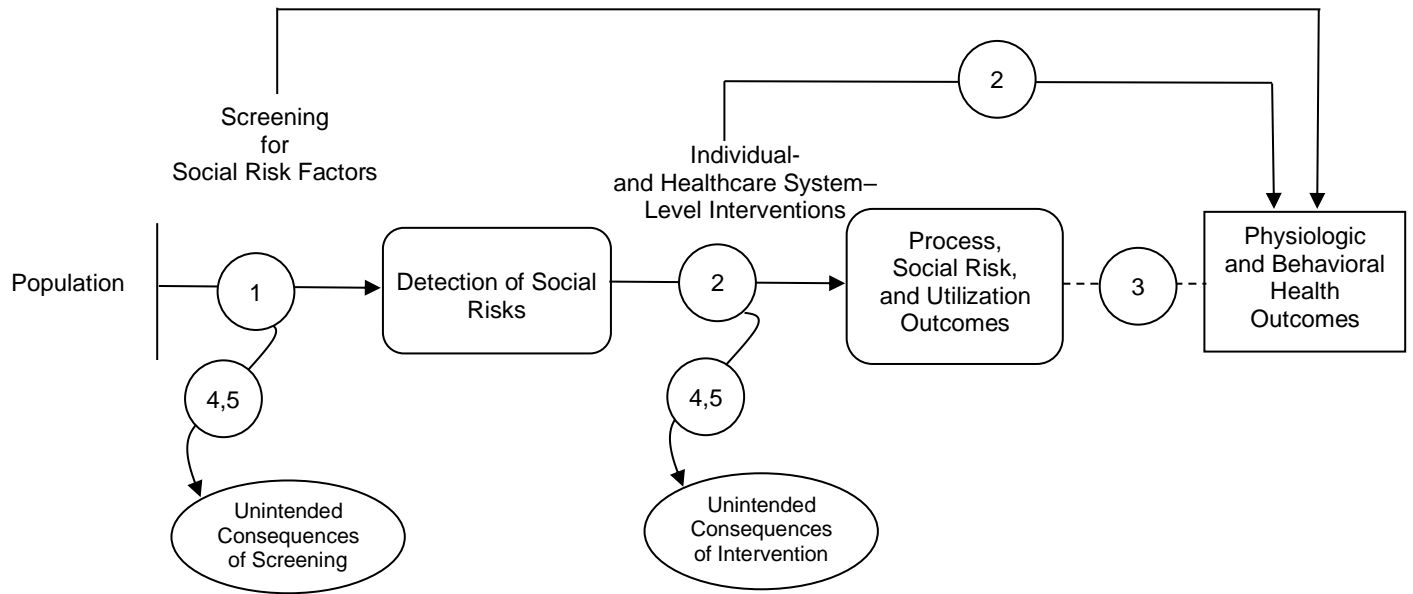 2
Screening
for
Social Risk Factors
Individual-
and Healthcare System–
Level Interventions
Population
1
Detection of Social
Risks
2
Process,
Social Risk,
and Utilization
Outcomes
3
Physiologic
and Behavioral
Health
Outcomes
4,5
4,5
Unintended
Consequences
of Screening
Unintended
Consequences
of Intervention